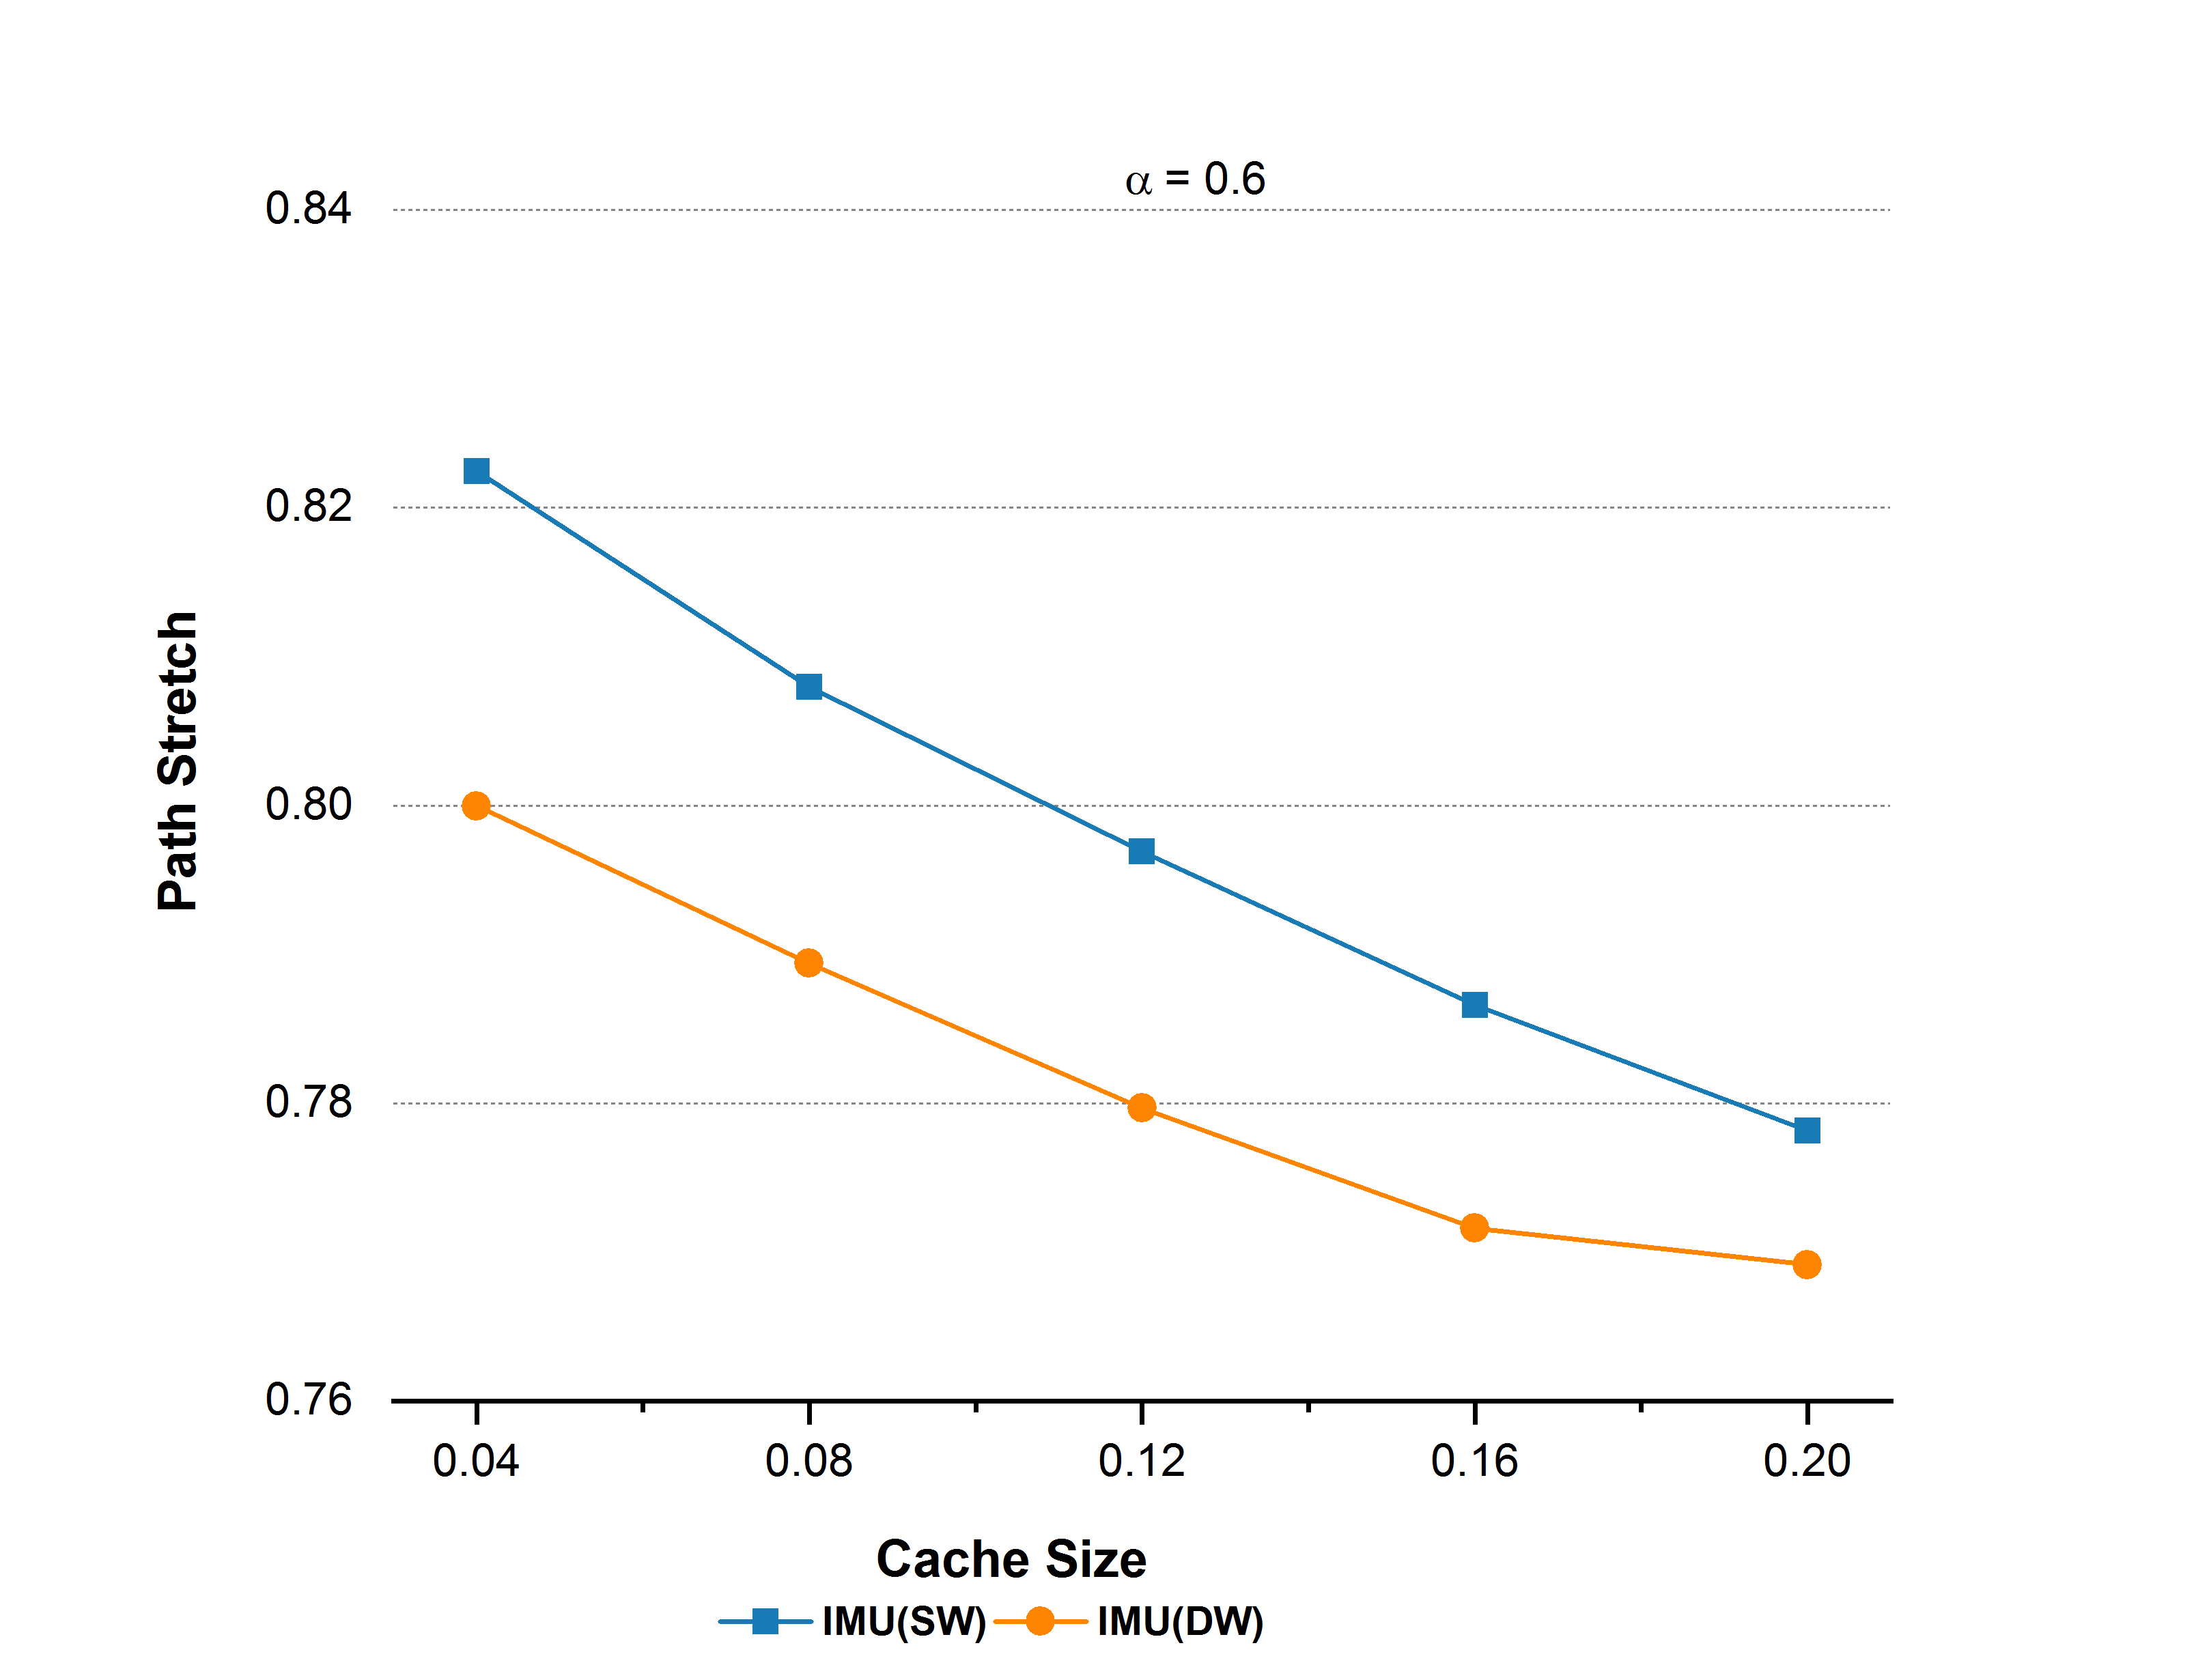 α = 0.6
0.84
0.82
0.80
0.78
0.76
Path Stretch
0.04 0.08 0.12 0.16 0.20
Cache Size
IMU(SW) IMU(DW)